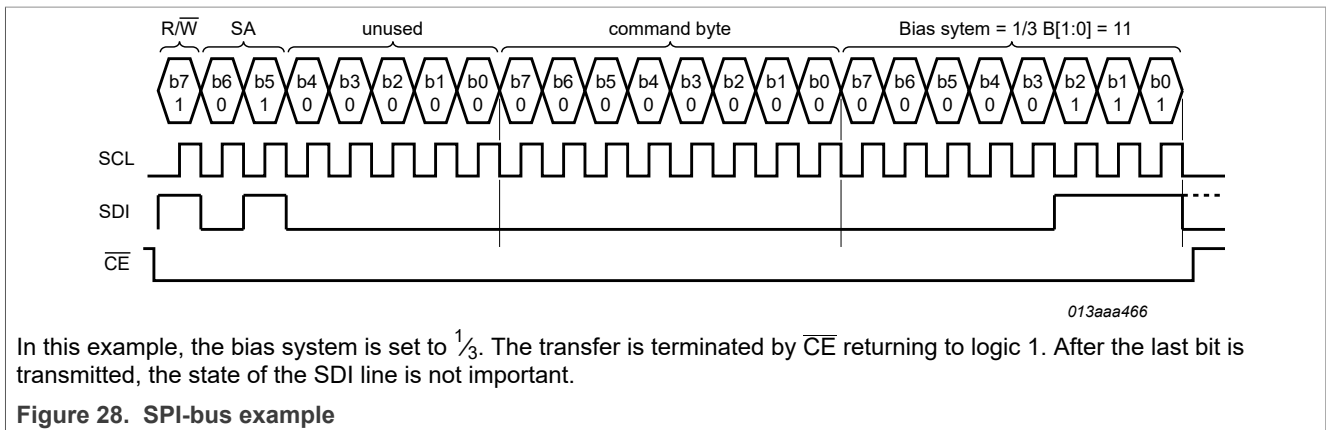 R/W SA unused command byte Bias sytem = 1/3 B[1:0] = 11
b7 b6 b5 b4 b3 b2 b1 b0 b7 b6 b5 b4 b3 b2 b1 b0 b7 b6 b5 b4 b3 b2 b1 b0
1 0 1 0 0 0 0 0 0 0 0 0 0 0 0 0 0 0 0 0 0 1 1 1
SCL
SDI
CE
013aaa466
In this example, the bias system is set to 1/3. The transfer is terminated by CE returning to logic 1. After the last bit is
transmitted, the state of the SDI line is not important.
Figure 28. SPI-bus example